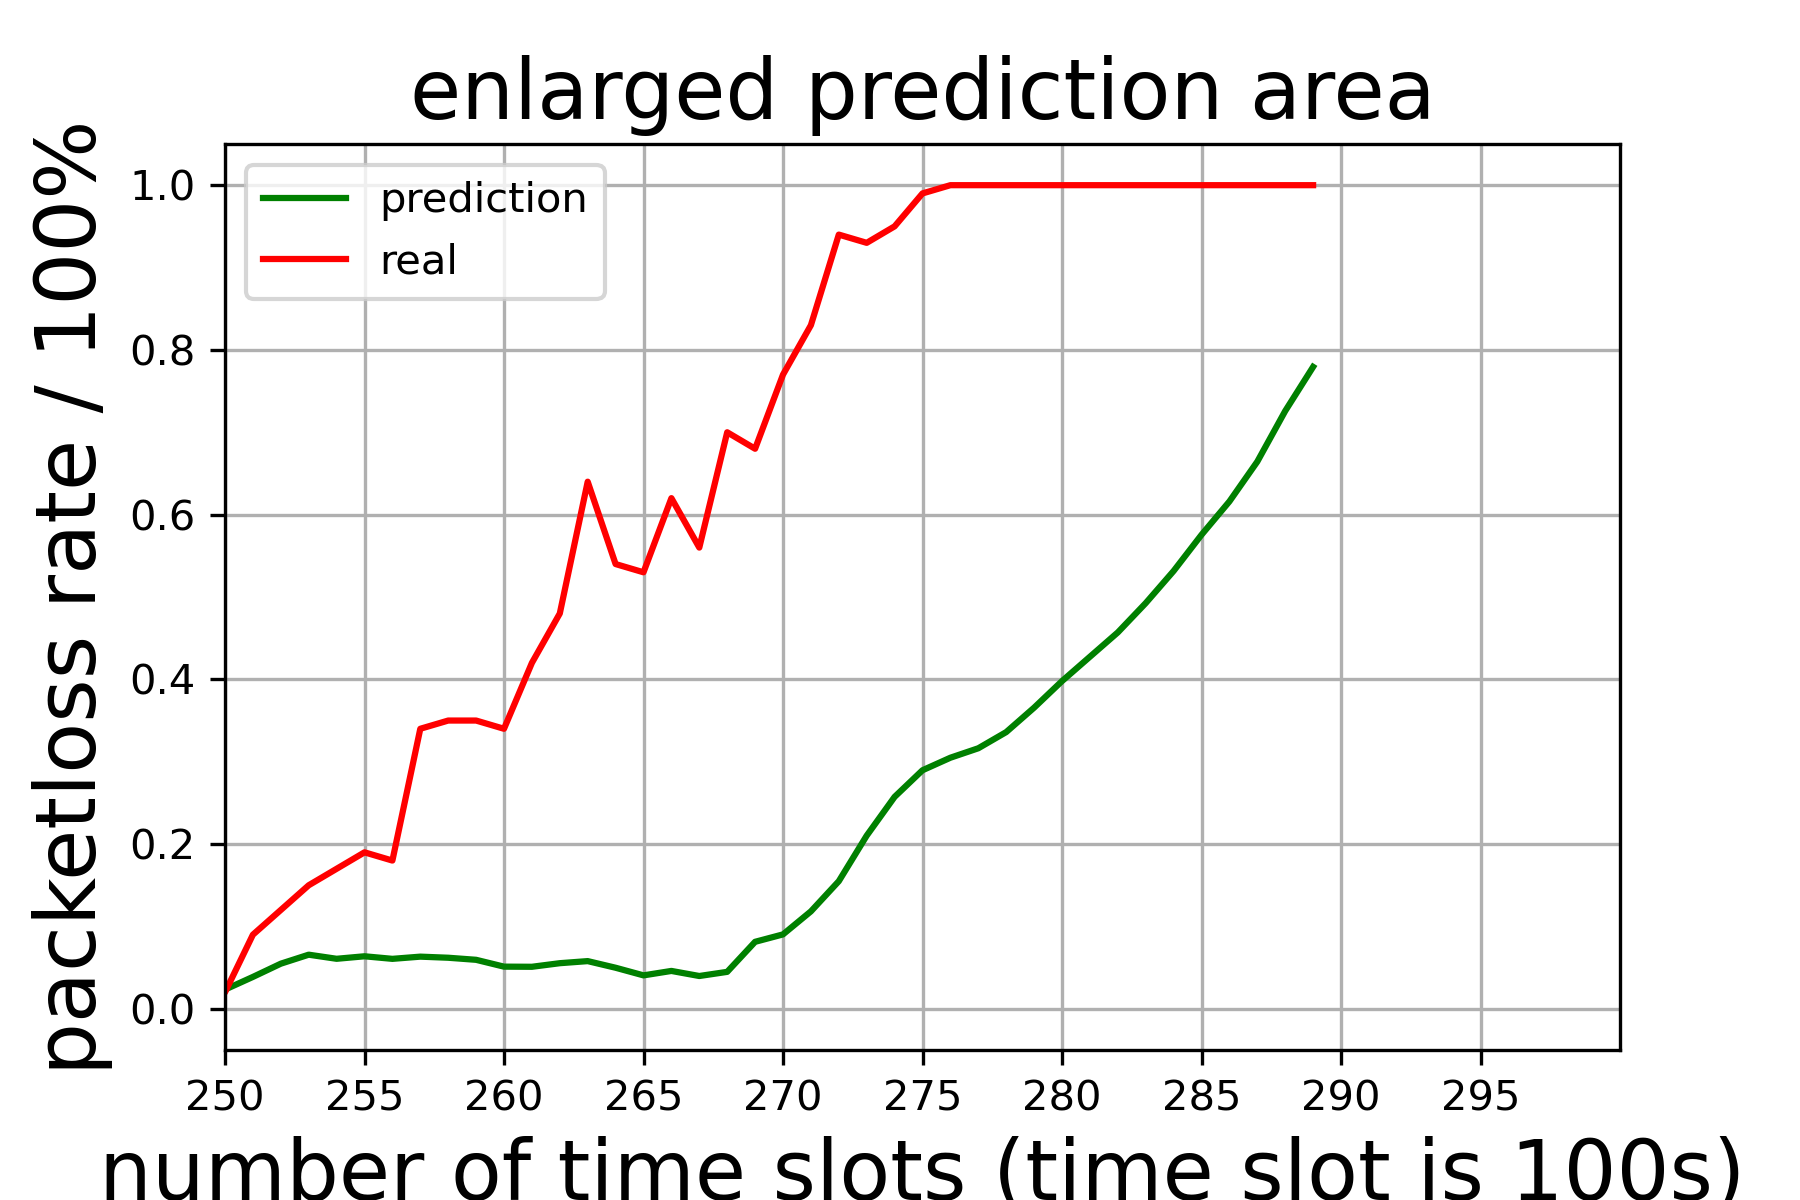 enlarged prediction area
packetloss rate / 100%
prediction
real
1.0
0.8
0.6
0.4
0.2
0.0
250 255 260 265 270 275 280 285 290 295
number of time slots (time slot is 100s)